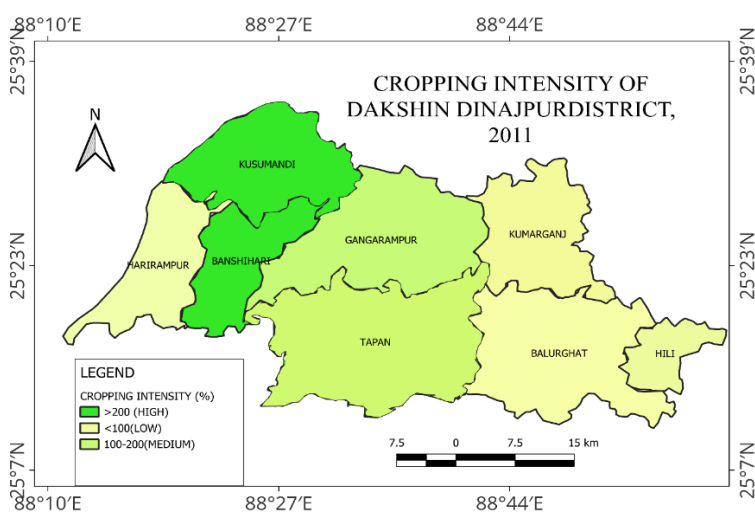 88°10′E 88°27′E 88°44′E
25°39′N 25°39′N
CROPPING INTENSITY OF
DAKSHIN DINAJPURDISTRICT,
2011
N
KUSUMANDI
GANGARAMPUR
KUMARGANJ
HARIRAMPUR
BANSHIHARI
25°23′N 25°23′N
TAPAN
BALURGHAT
HILI
LEGEND
CROPPING INTENSITY (%)
>200 (HIGH)
<100(LOW)
100-200(MEDIUM)
7.5 0 7.5 15 km
25°7′N 25°7′N
88°10′E 88°27′E 88°44′E